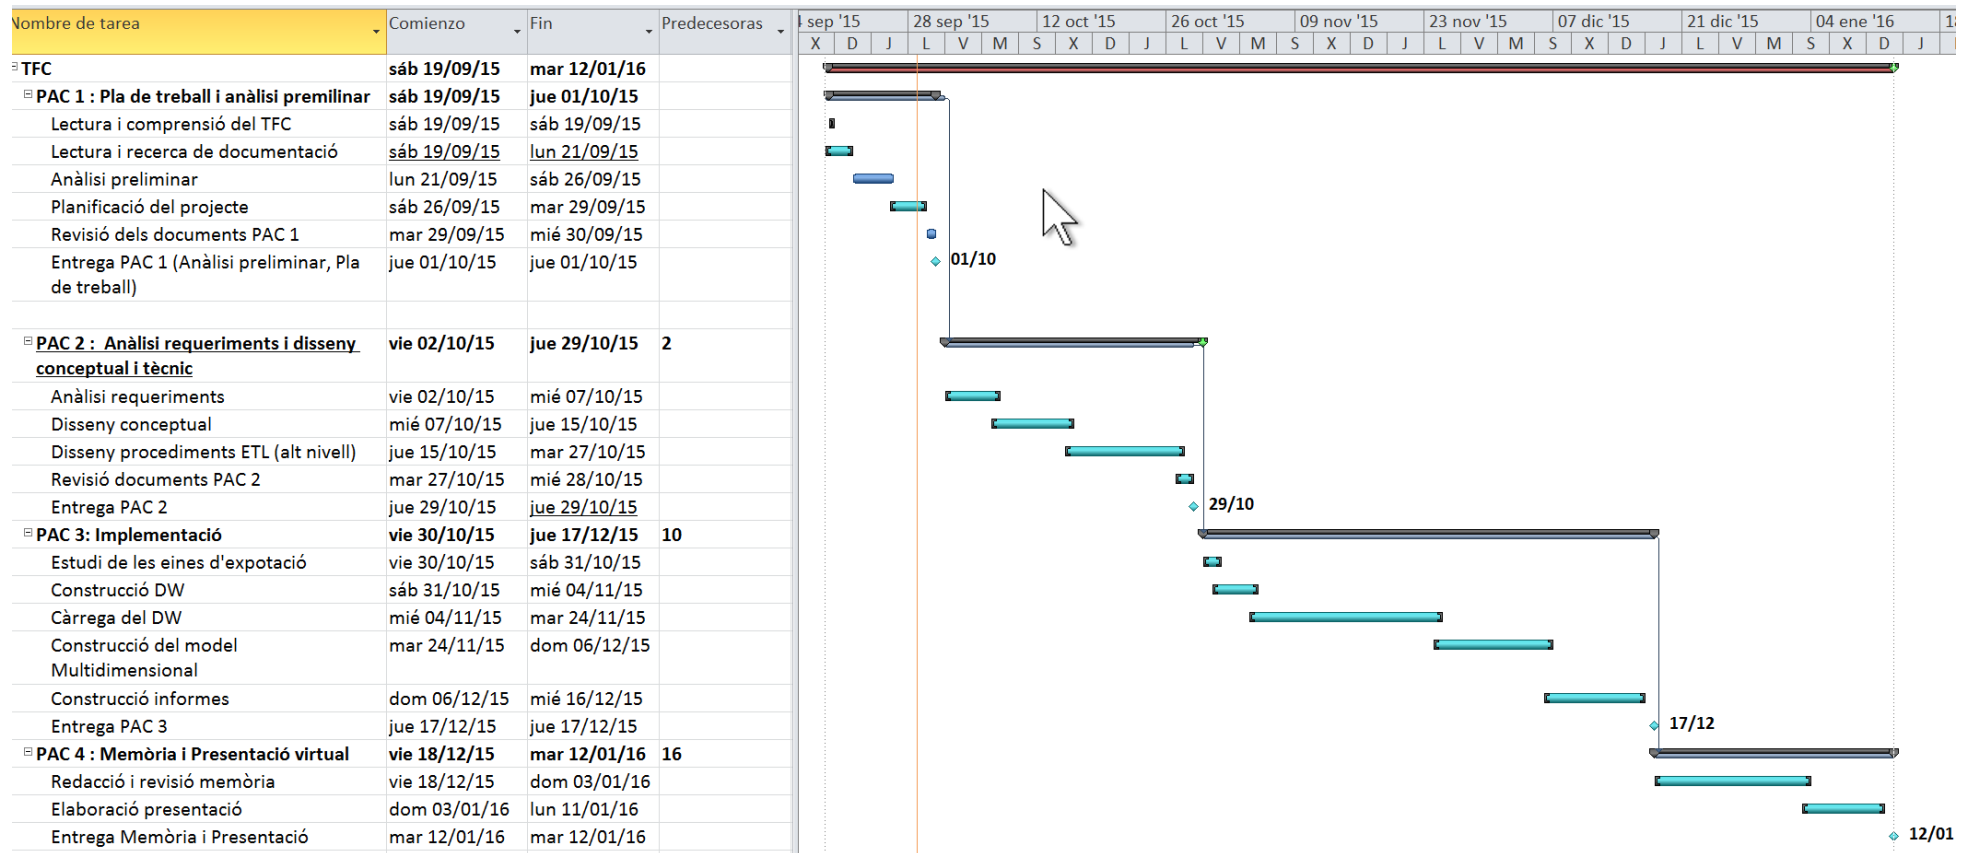 Nombre de tarea Comienzo Fin Predecesoras
sep '15 28 sep '15 12 oct '15 26 oct '15 09 nov '15 23 nov '15 07 dic '15 21 dic '15 04 ene '16
X D J L V M S X D J L V M S X D J L V M S X D J L V M S X D J
TFC sáb 19/09/15 mar 12/01/16
PAC 1 : Pla de treball i anàlisi premilinar sáb 19/09/15 jue 01/10/15
Lectura i comprensió del TFC sáb 19/09/15 sáb 19/09/15
Lectura i recerca de documentació sáb 19/09/15 lun 21/09/15
Anàlisi preliminar lun 21/09/15 sáb 26/09/15
Planificació del projecte sáb 26/09/15 mar 29/09/15
Revisió dels documents PAC 1 mar 29/09/15 mié 30/09/15
Entrega PAC 1 (Anàlisi preliminar, Pla jue 01/10/15 jue 01/10/15 01/10
de treball)
PAC 2 : Anàlisi requeriments i disseny vie 02/10/15 jue 29/10/15 2
conceptual i tècnic
Anàlisi requeriments vie 02/10/15 mié 07/10/15
Disseny conceptual mié 07/10/15 jue 15/10/15
Disseny procediments ETL (alt nivell) jue 15/10/15 mar 27/10/15
Revisió documents PAC 2 mar 27/10/15 mié 28/10/15
Entrega PAC 2 jue 29/10/15 jue 29/10/15 29/10
PAC 3: Implementació vie 30/10/15 jue 17/12/15 10
Estudi de les eines d'expotació vie 30/10/15 sáb 31/10/15
Construcció DW sáb 31/10/15 mié 04/11/15
Càrrega del DW mié 04/11/15 mar 24/11/15
Construcció del model mar 24/11/15 dom 06/12/15
Multidimensional
Construcció informes dom 06/12/15 mié 16/12/15
Entrega PAC 3 jue 17/12/15 jue 17/12/15 17/12
PAC 4 : Memòria i Presentació virtual vie 18/12/15 mar 12/01/16 16
Redacció i revisió memòria vie 18/12/15 dom 03/01/16
Elaboració presentació dom 03/01/16 lun 11/01/16
Entrega Memòria i Presentació mar 12/01/16 mar 12/01/16 12/01